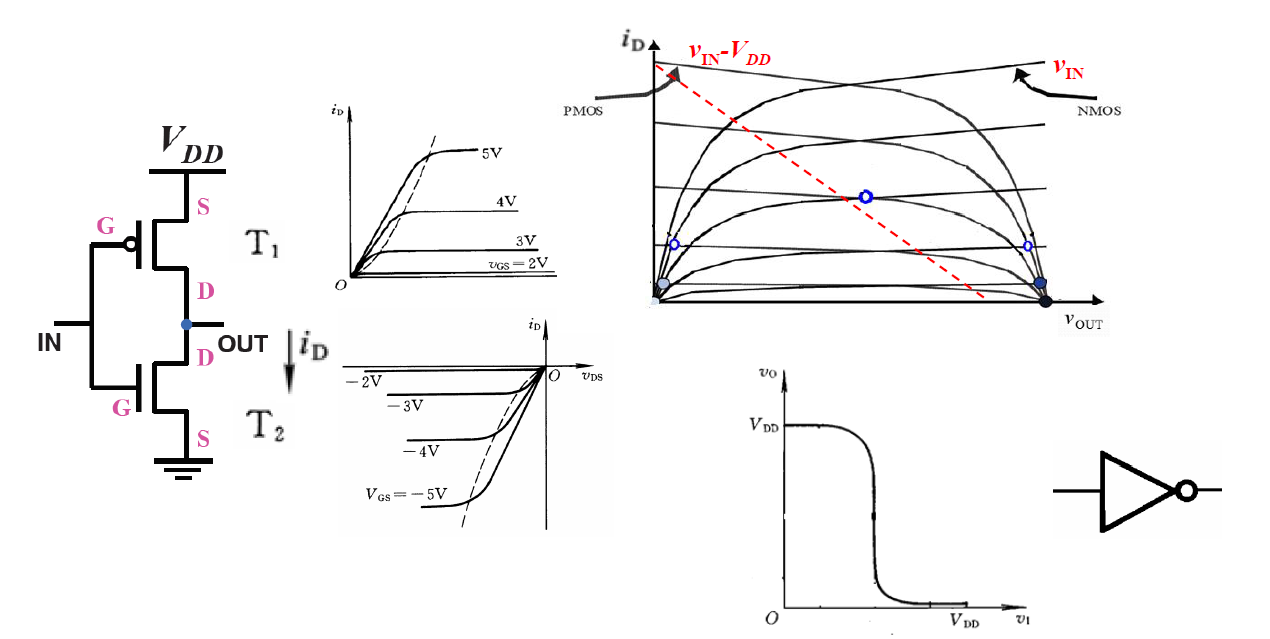 V_DD
S
G
T₁
D
IN
OUT
D
i_D
G
T₂
S
i_D
5V
4V
3V
v_GS = 2V
O
i_D
O
v_DS
−2V
−3V
−4V
V_GS = −5V
i_D
v_IN-V_DD
v_IN
PMOS
NMOS
v_OUT
v_O
V_DD
O
V_DD
v_I